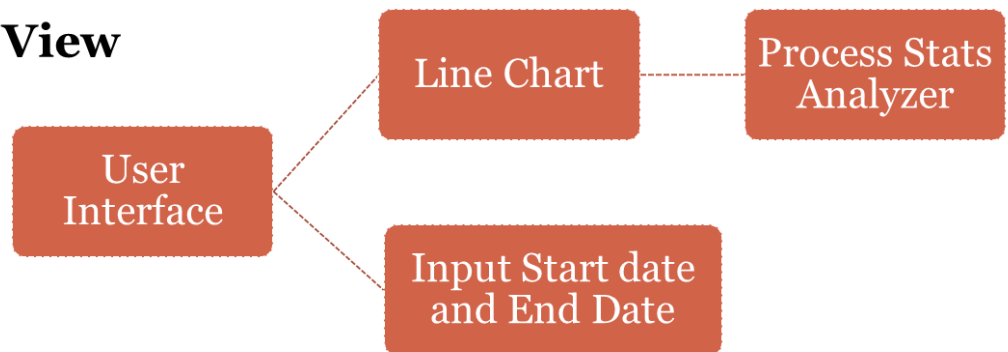 View
Line Chart
Process Stats
Analyzer
User
Interface
Input Start date
and End Date